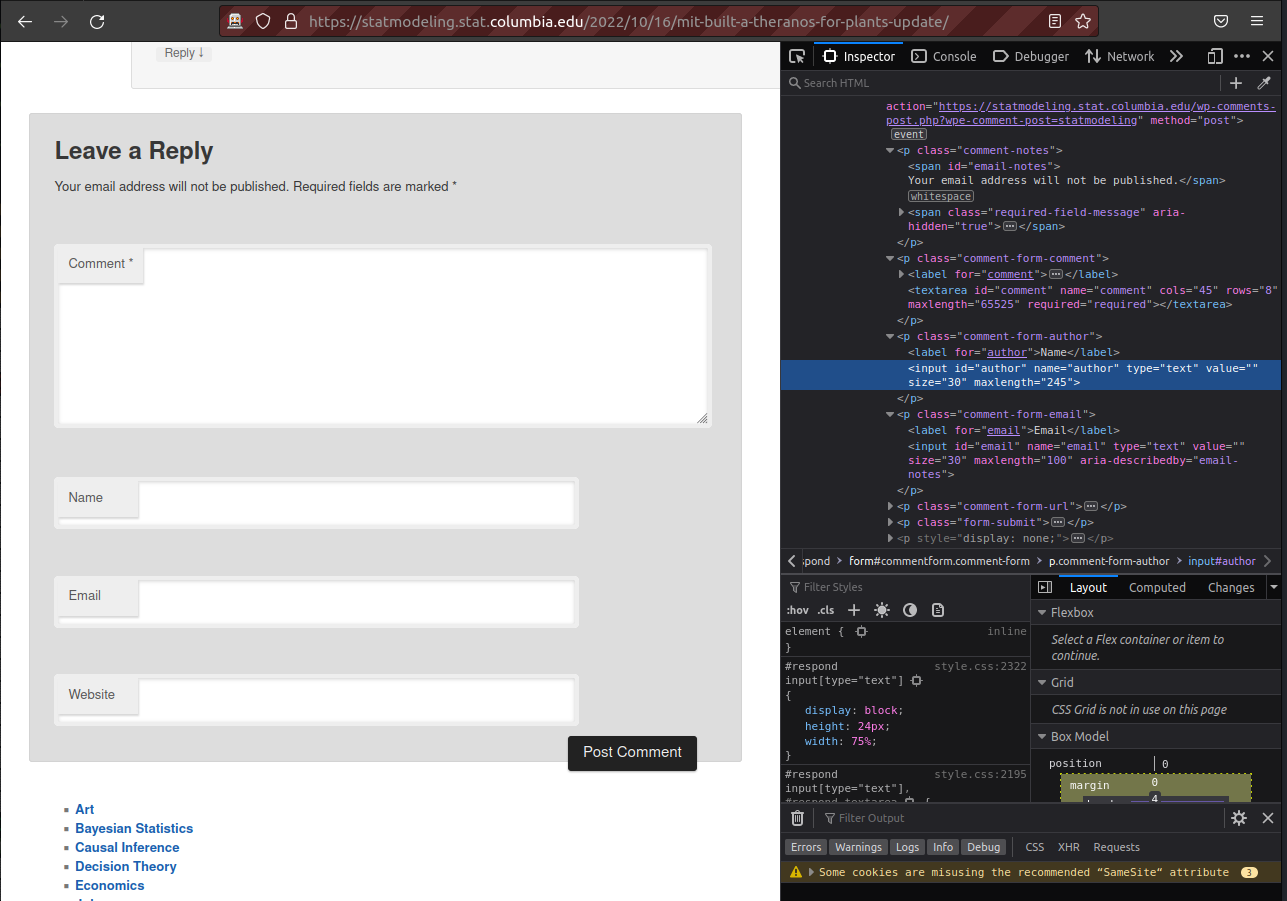 https://statmodeling.stat.columbia.edu/2022/10/16/mit-built-a-theranos-for-plants-update/
Reply ↓
Leave a Reply
Your email address will not be published. Required fields are marked *
Comment *
Name
Email
Website
Post Comment
Art
Bayesian Statistics
Causal Inference
Decision Theory
Economics
Inspector Console Debugger Network
Search HTML
action="https://statmodeling.stat.columbia.edu/wp-comments-
post.php?wpe-comment-post=statmodeling" method="post">
event
<p class="comment-notes">
<span id="email-notes">
Your email address will not be published.</span>
whitespace
<span class="required-field-message" aria-
hidden="true"></span>
</p>
<p class="comment-form-comment">
<label for="comment"></label>
<textarea id="comment" name="comment" cols="45" rows="8"
maxlength="65525" required="required"></textarea>
</p>
<p class="comment-form-author">
<label for="author">Name</label>
<input id="author" name="author" type="text" value=""
size="30" maxlength="245">
</p>
<p class="comment-form-email">
<label for="email">Email</label>
<input id="email" name="email" type="text" value=""
size="30" maxlength="100" aria-describedby="email-
notes">
</p>
<p class="comment-form-url"></p>
<p class="form-submit"></p>
<p style="display: none;"></p>
spond form#commentform.comment-form p.comment-form-author input#author
Filter Styles
:hov .cls
element { inline
}
#respond style.css:2322
input[type="text"]
{
display: block;
height: 24px;
width: 75%;
}
#respond style.css:2195
input[type="text"],
#respond textarea {
Layout Computed Changes
Flexbox
Select a Flex container or item to
continue.
Grid
CSS Grid is not in use on this page
Box Model
position 0
margin 0
4
Filter Output
Errors Warnings Logs Info Debug CSS XHR Requests
Some cookies are misusing the recommended “SameSite” attribute 3